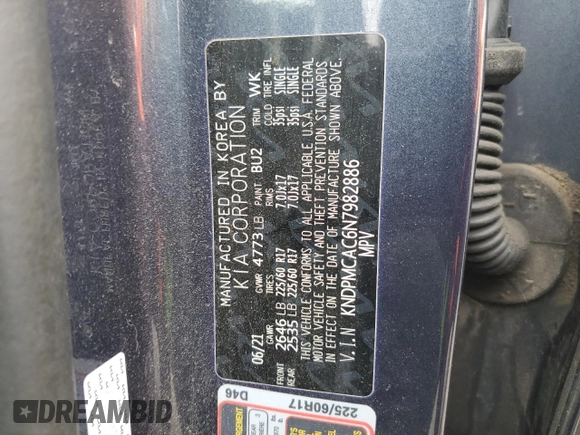 MANUFACTURED IN KOREA BY
KIA CORPORATION
06/21 GVWR 4773 LB PAINT BU2 TRIM WK
GAWR TIRES RIMS COLD TIRE INFL
FRONT 2646 LB 225/60 R17 7.0Jx17 35psi SINGLE
REAR 2535 LB 225/60 R17 7.0Jx17 35psi SINGLE
THIS VEHICLE CONFORMS TO ALL APPLICABLE U.S.A. FEDERAL
MOTOR VEHICLE SAFETY AND THEFT PREVENTION STANDARDS
IN EFFECT ON THE DATE OF MANUFACTURE SHOWN ABOVE.
V.I.N KNDPMCAC6N7982886
MPV
D46
225/60R17
DIRECT CARFAST